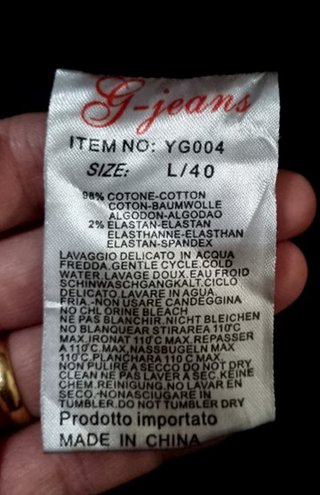 G-jeans
ITEM NO: YG004
SIZE: L/40
98% COTONE-COTTON
COTON-BAUMWOLLE
ALGODON-ALGODAO
2% ELASTAN-ELASTAN
ELASTHANNE-ELASTHAN
ELASTAN-SPANDEX
LAVAGGIO DELICATO IN ACQUA
FREDDA.GENTLE CYCLE.COLD
WATER.LAVAGE DOUX.EAU FROID
SCHINWASCHGANGKALT.CICLO
DELICATO.LAVARE IN AGUA
FRIA.-NON USARE CANDEGGINA
NO CHLORINE BLEACH
NE PAS BLANCHIR.NICHT BLEICHEN
NO BLANQUEAR STIRAREA 110°C
MAX.IRONAT 110°C MAX.REPASSER
A 110°C MAX.NASSBUGELN MAX
110°C.PLANCHARA 110 C MAX.
NON PULIRE A SECCO DO NOT DRY
CLEAN NE PAS LAVER A SEC.KEINE
CHEM.REINIGUNG.NO LAVAR EN
SECO.-NONASCIUGARE IN
TUMBLER.DO NOT TUMBLER DRY
Prodotto importato
MADE IN CHINA